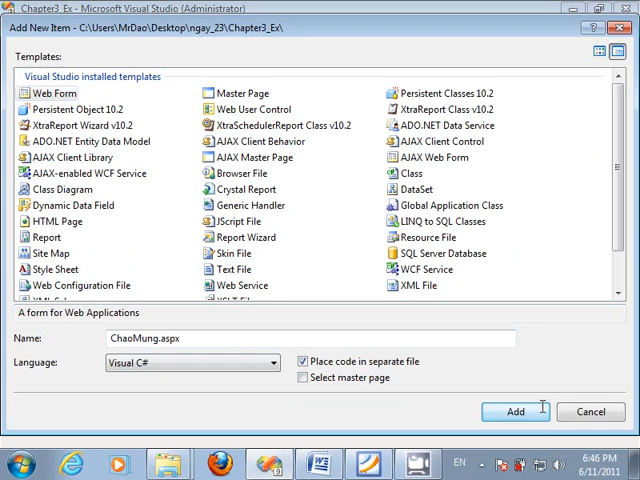 Chapter3_Ex - Microsoft Visual Studio (Administrator)
Add New Item - C:\Users\MrDao\Desktop\ngay_23\Chapter3_Ex\
Templates:
Visual Studio installed templates
Web Form Master Page Persistent Classes 10.2
Persistent Object 10.2 Web User Control XtraReport Class v10.2
XtraReport Wizard v10.2 XtraSchedulerReport Class v10.2 ADO.NET Data Service
ADO.NET Entity Data Model AJAX Client Behavior AJAX Client Control
AJAX Client Library AJAX Master Page AJAX Web Form
AJAX-enabled WCF Service Browser File Class
Class Diagram Crystal Report DataSet
Dynamic Data Field Generic Handler Global Application Class
HTML Page JScript File LINQ to SQL Classes
Report Report Wizard Resource File
Site Map Skin File SQL Server Database
Style Sheet Text File WCF Service
Web Configuration File Web Service XML File
A form for Web Applications
Name: ChaoMung.aspx
Language: Visual C# Place code in separate file
Select master page
Add Cancel
EN 6:46 PM
6/11/2011